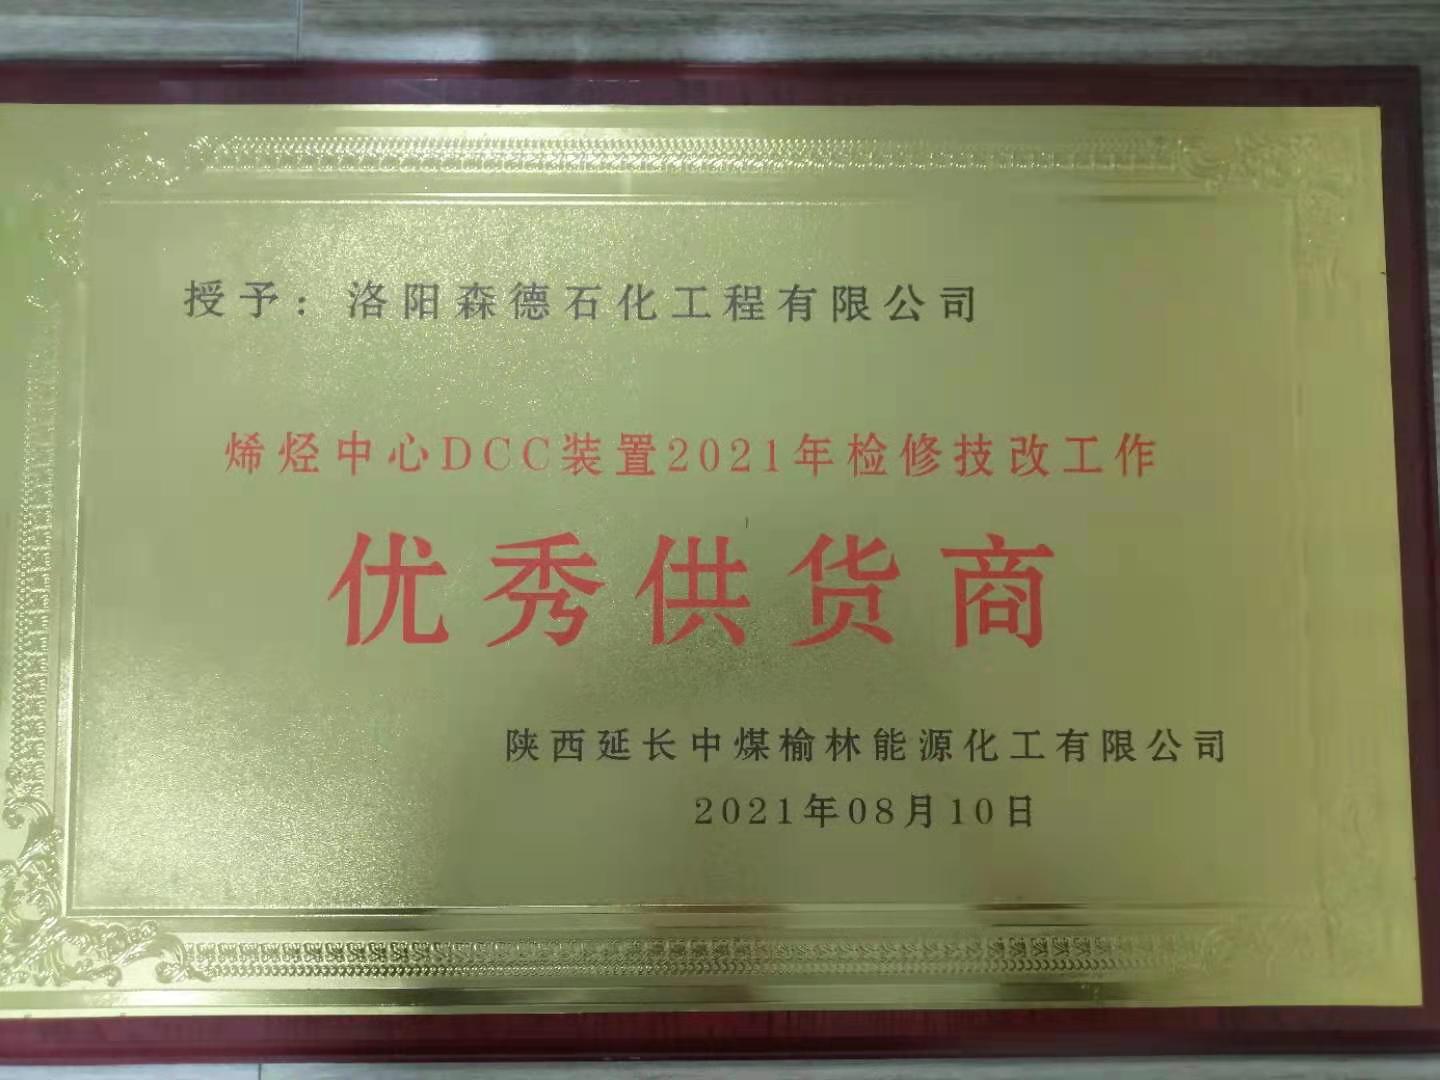 授予：洛阳森德石化工程有限公司
烯烃中心DCC装置2021年检修技改工作
优秀供货商
陕西延长中煤榆林能源化工有限公司
2021年08月10日